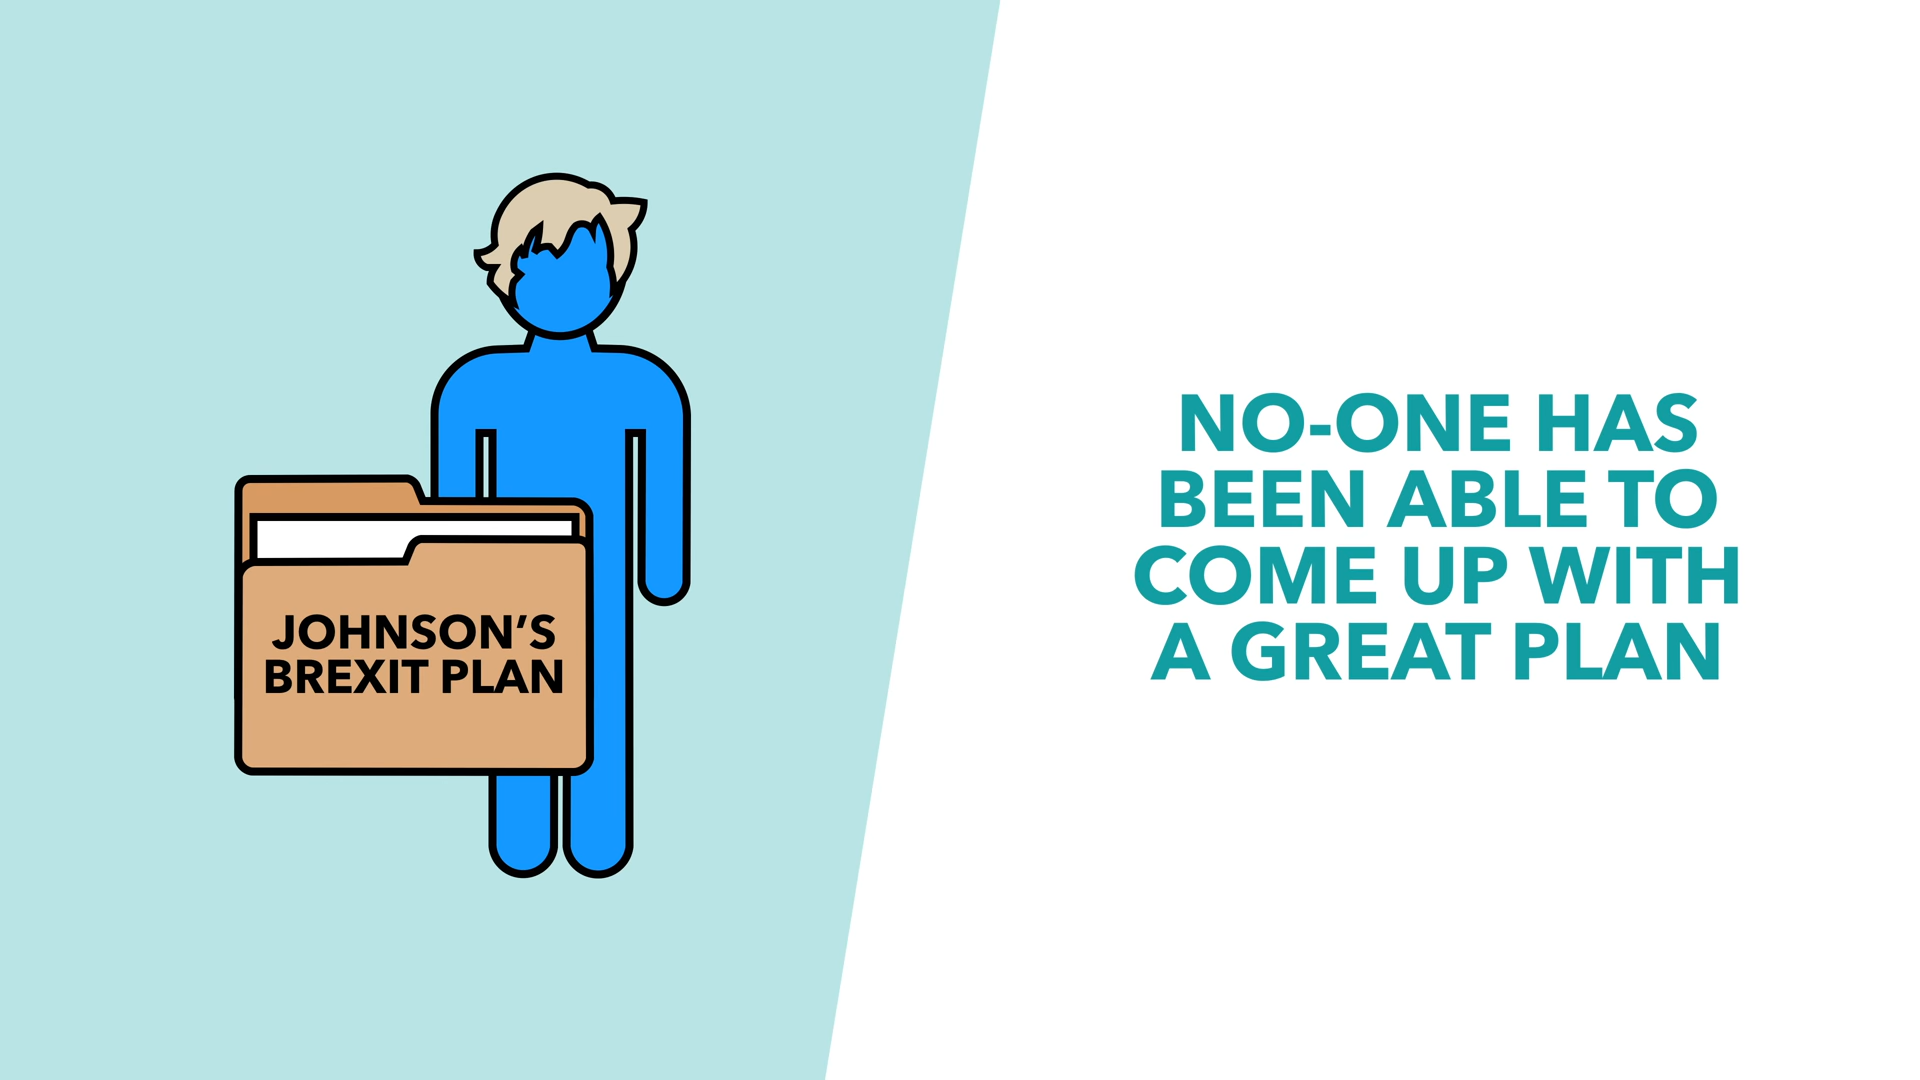 JOHNSON’S
BREXIT PLAN
NO-ONE HAS
BEEN ABLE TO
COME UP WITH
A GREAT PLAN